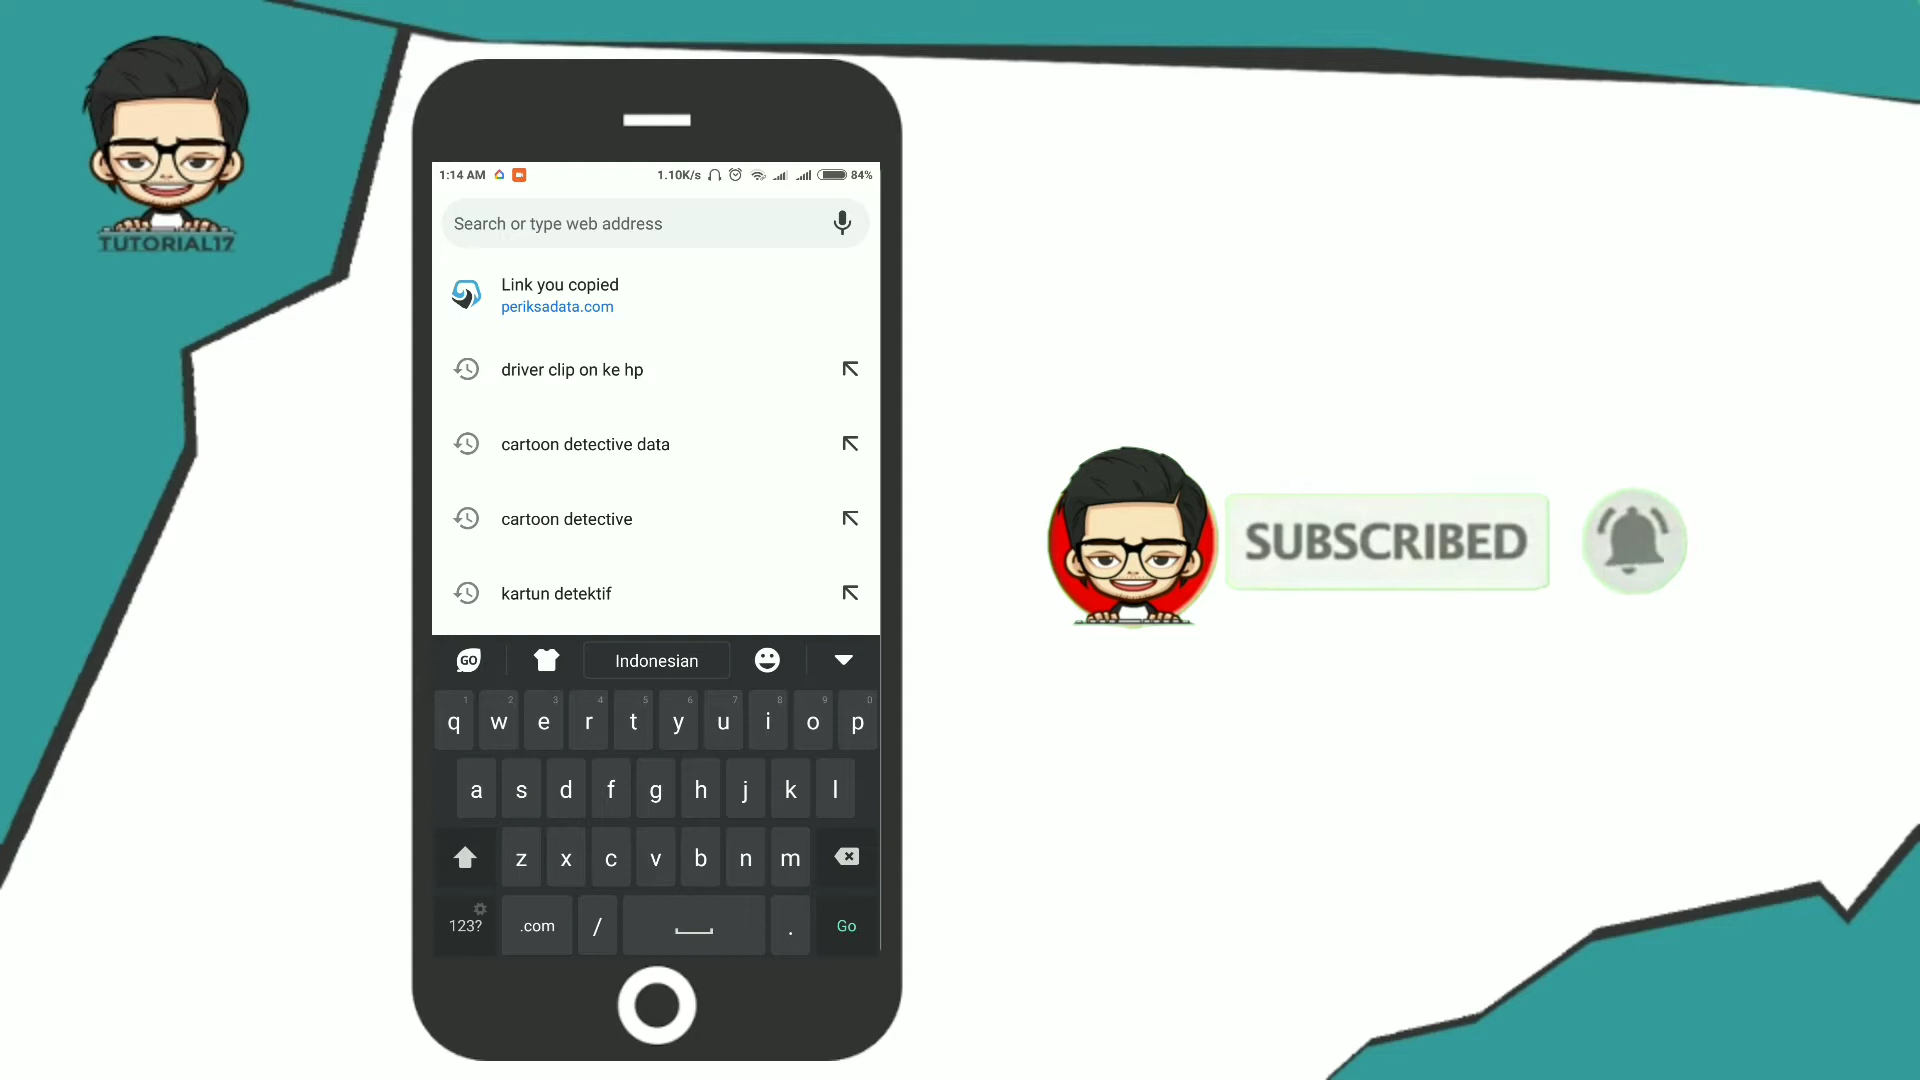 TUTORIAL17
1:14 AM 1.10K/s 84%
Search or type web address
Link you copied
periksadata.com
driver clip on ke hp
cartoon detective data
cartoon detective
kartun detektif
GO Indonesian
1 2 3 4 5 6 7 8 9 0
q w e r t y u i o p
a s d f g h j k l
z x c v b n m
123? .com / . Go
SUBSCRIBED